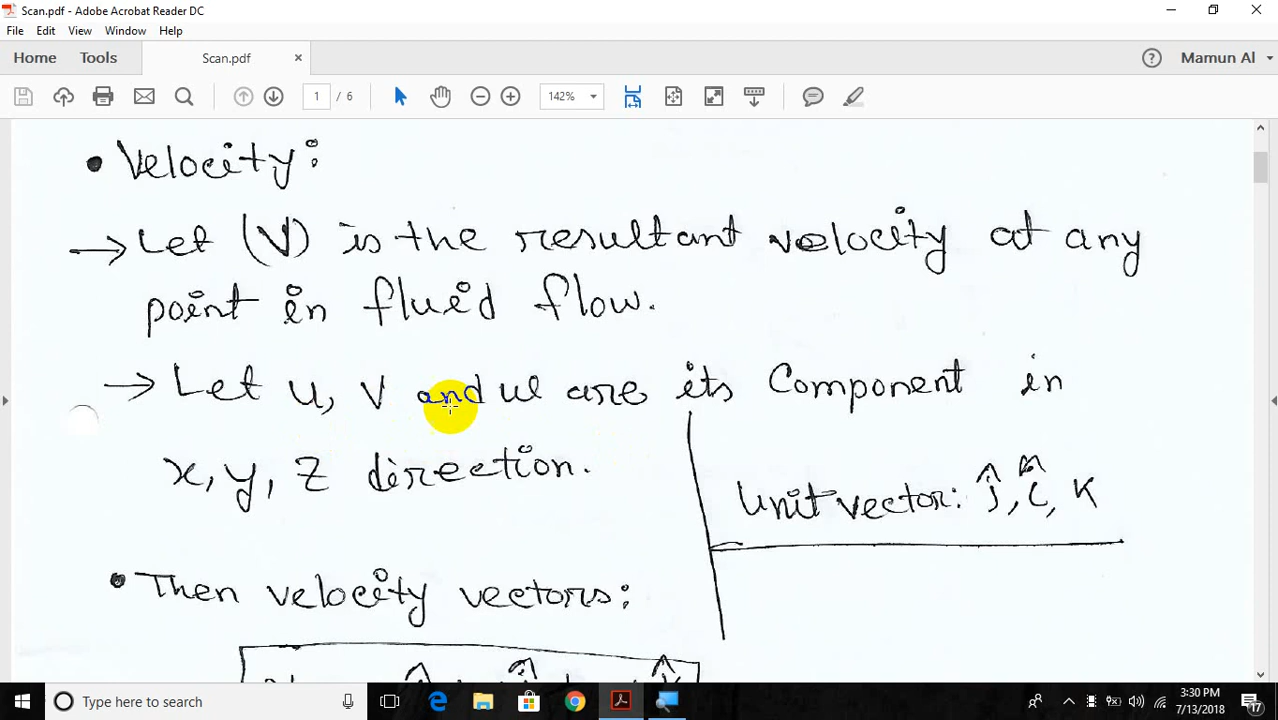 Scan.pdf - Adobe Acrobat Reader DC
File Edit View Window Help
Home Tools Scan.pdf × Mamun Al
1 / 6 142%
• Velocity:
→ Let (V) is the resultant velocity at any
point in fluid flow.
→ Let u, v and w are its Component in
x, y, z direction.
Unit vector: ĵ, î, K
• Then velocity vectors:
Type here to search
3:30 PM
7/13/2018
17